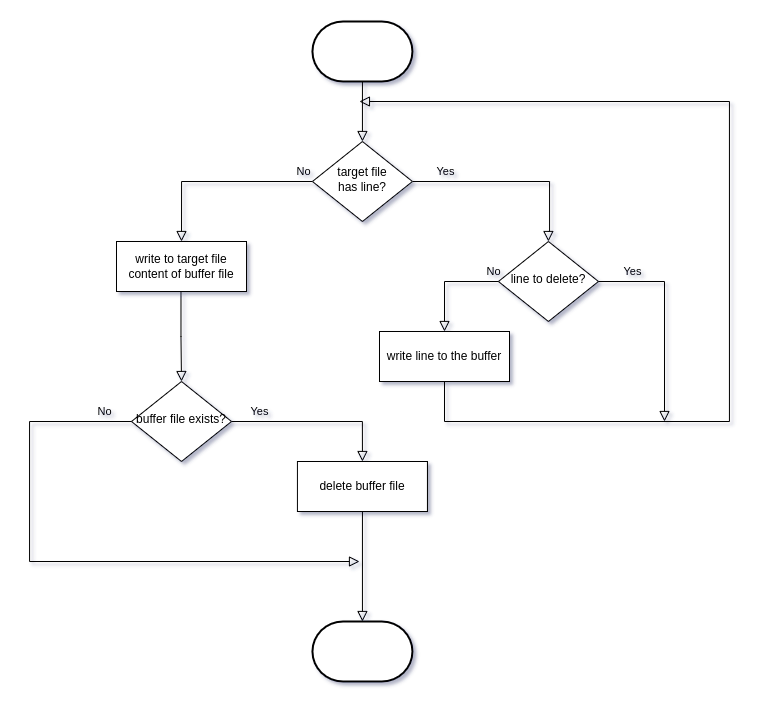 target file
has line?
No
Yes
write to target file
content of buffer file
line to delete?
No
Yes
write line to the buffer
buffer file exists?
No
Yes
delete buffer file